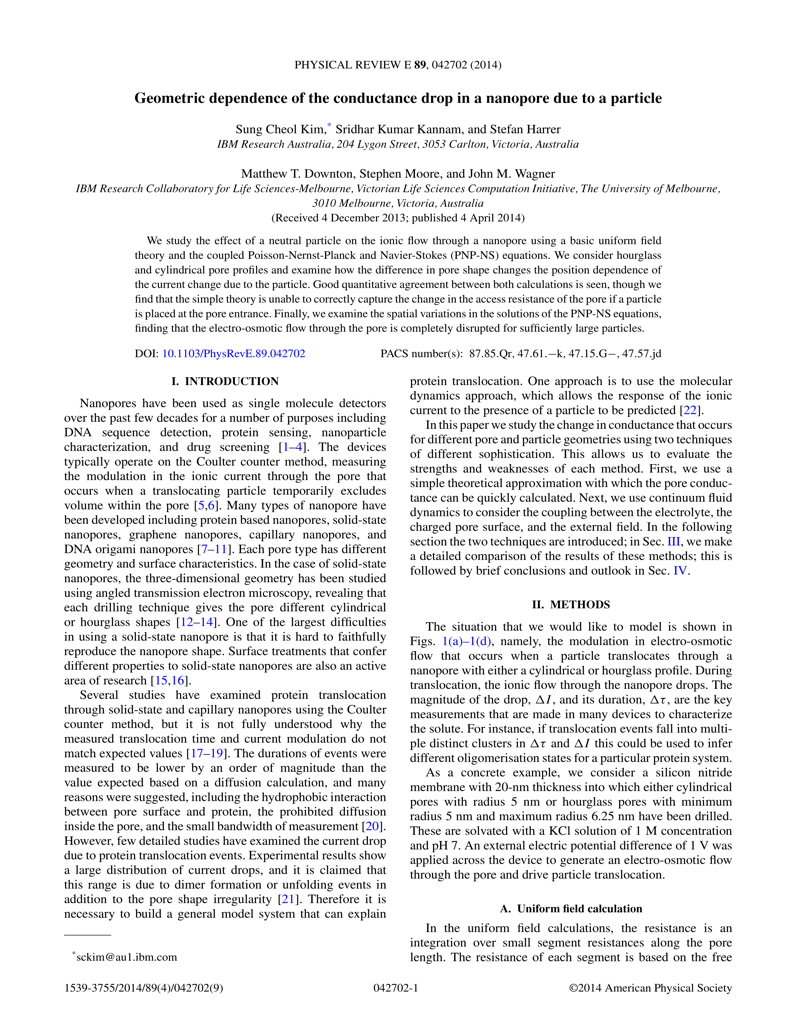 PHYSICAL REVIEW E 89, 042702 (2014)
Geometric dependence of the conductance drop in a nanopore due to a particle
Sung Cheol Kim,* Sridhar Kumar Kannam, and Stefan Harrer
IBM Research Australia, 204 Lygon Street, 3053 Carlton, Victoria, Australia
Matthew T. Downton, Stephen Moore, and John M. Wagner
IBM Research Collaboratory for Life Sciences-Melbourne, Victorian Life Sciences Computation Initiative, The University of Melbourne,
3010 Melbourne, Victoria, Australia
(Received 4 December 2013; published 4 April 2014)
We study the effect of a neutral particle on the ionic flow through a nanopore using a basic uniform field
theory and the coupled Poisson-Nernst-Planck and Navier-Stokes (PNP-NS) equations. We consider hourglass
and cylindrical pore profiles and examine how the difference in pore shape changes the position dependence of
the current change due to the particle. Good quantitative agreement between both calculations is seen, though we
find that the simple theory is unable to correctly capture the change in the access resistance of the pore if a particle
is placed at the pore entrance. Finally, we examine the spatial variations in the solutions of the PNP-NS equations,
finding that the electro-osmotic flow through the pore is completely disrupted for sufficiently large particles.
DOI: 10.1103/PhysRevE.89.042702
PACS number(s): 87.85.Qr, 47.61.−k, 47.15.G−, 47.57.jd
I. INTRODUCTION
Nanopores have been used as single molecule detectors
over the past few decades for a number of purposes including
DNA sequence detection, protein sensing, nanoparticle
characterization, and drug screening [1–4]. The devices
typically operate on the Coulter counter method, measuring
the modulation in the ionic current through the pore that
occurs when a translocating particle temporarily excludes
volume within the pore [5,6]. Many types of nanopore have
been developed including protein based nanopores, solid-state
nanopores, graphene nanopores, capillary nanopores, and
DNA origami nanopores [7–11]. Each pore type has different
geometry and surface characteristics. In the case of solid-state
nanopores, the three-dimensional geometry has been studied
using angled transmission electron microscopy, revealing that
each drilling technique gives the pore different cylindrical
or hourglass shapes [12–14]. One of the largest difficulties
in using a solid-state nanopore is that it is hard to faithfully
reproduce the nanopore shape. Surface treatments that confer
different properties to solid-state nanopores are also an active
area of research [15,16].
Several studies have examined protein translocation
through solid-state and capillary nanopores using the Coulter
counter method, but it is not fully understood why the
measured translocation time and current modulation do not
match expected values [17–19]. The durations of events were
measured to be lower by an order of magnitude than the
value expected based on a diffusion calculation, and many
reasons were suggested, including the hydrophobic interaction
between pore surface and protein, the prohibited diffusion
inside the pore, and the small bandwidth of measurement [20].
However, few detailed studies have examined the current drop
due to protein translocation events. Experimental results show
a large distribution of current drops, and it is claimed that
this range is due to dimer formation or unfolding events in
addition to the pore shape irregularity [21]. Therefore it is
necessary to build a general model system that can explain
*sckim@au1.ibm.com
protein translocation. One approach is to use the molecular
dynamics approach, which allows the response of the ionic
current to the presence of a particle to be predicted [22].
In this paper we study the change in conductance that occurs
for different pore and particle geometries using two techniques
of different sophistication. This allows us to evaluate the
strengths and weaknesses of each method. First, we use a
simple theoretical approximation with which the pore conduc-
tance can be quickly calculated. Next, we use continuum fluid
dynamics to consider the coupling between the electrolyte, the
charged pore surface, and the external field. In the following
section the two techniques are introduced; in Sec. III, we make
a detailed comparison of the results of these methods; this is
followed by brief conclusions and outlook in Sec. IV.
II. METHODS
The situation that we would like to model is shown in
Figs. 1(a)–1(d), namely, the modulation in electro-osmotic
flow that occurs when a particle translocates through a
nanopore with either a cylindrical or hourglass profile. During
translocation, the ionic flow through the nanopore drops. The
magnitude of the drop, ΔI, and its duration, Δτ, are the key
measurements that are made in many devices to characterize
the solute. For instance, if translocation events fall into multi-
ple distinct clusters in Δτ and ΔI this could be used to infer
different oligomerisation states for a particular protein system.
As a concrete example, we consider a silicon nitride
membrane with 20-nm thickness into which either cylindrical
pores with radius 5 nm or hourglass pores with minimum
radius 5 nm and maximum radius 6.25 nm have been drilled.
These are solvated with a KCl solution of 1 M concentration
and pH 7. An external electric potential difference of 1 V was
applied across the device to generate an electro-osmotic flow
through the pore and drive particle translocation.
A. Uniform field calculation
In the uniform field calculations, the resistance is an
integration over small segment resistances along the pore
length. The resistance of each segment is based on the free
1539-3755/2014/89(4)/042702(9)
042702-1
©2014 American Physical Society